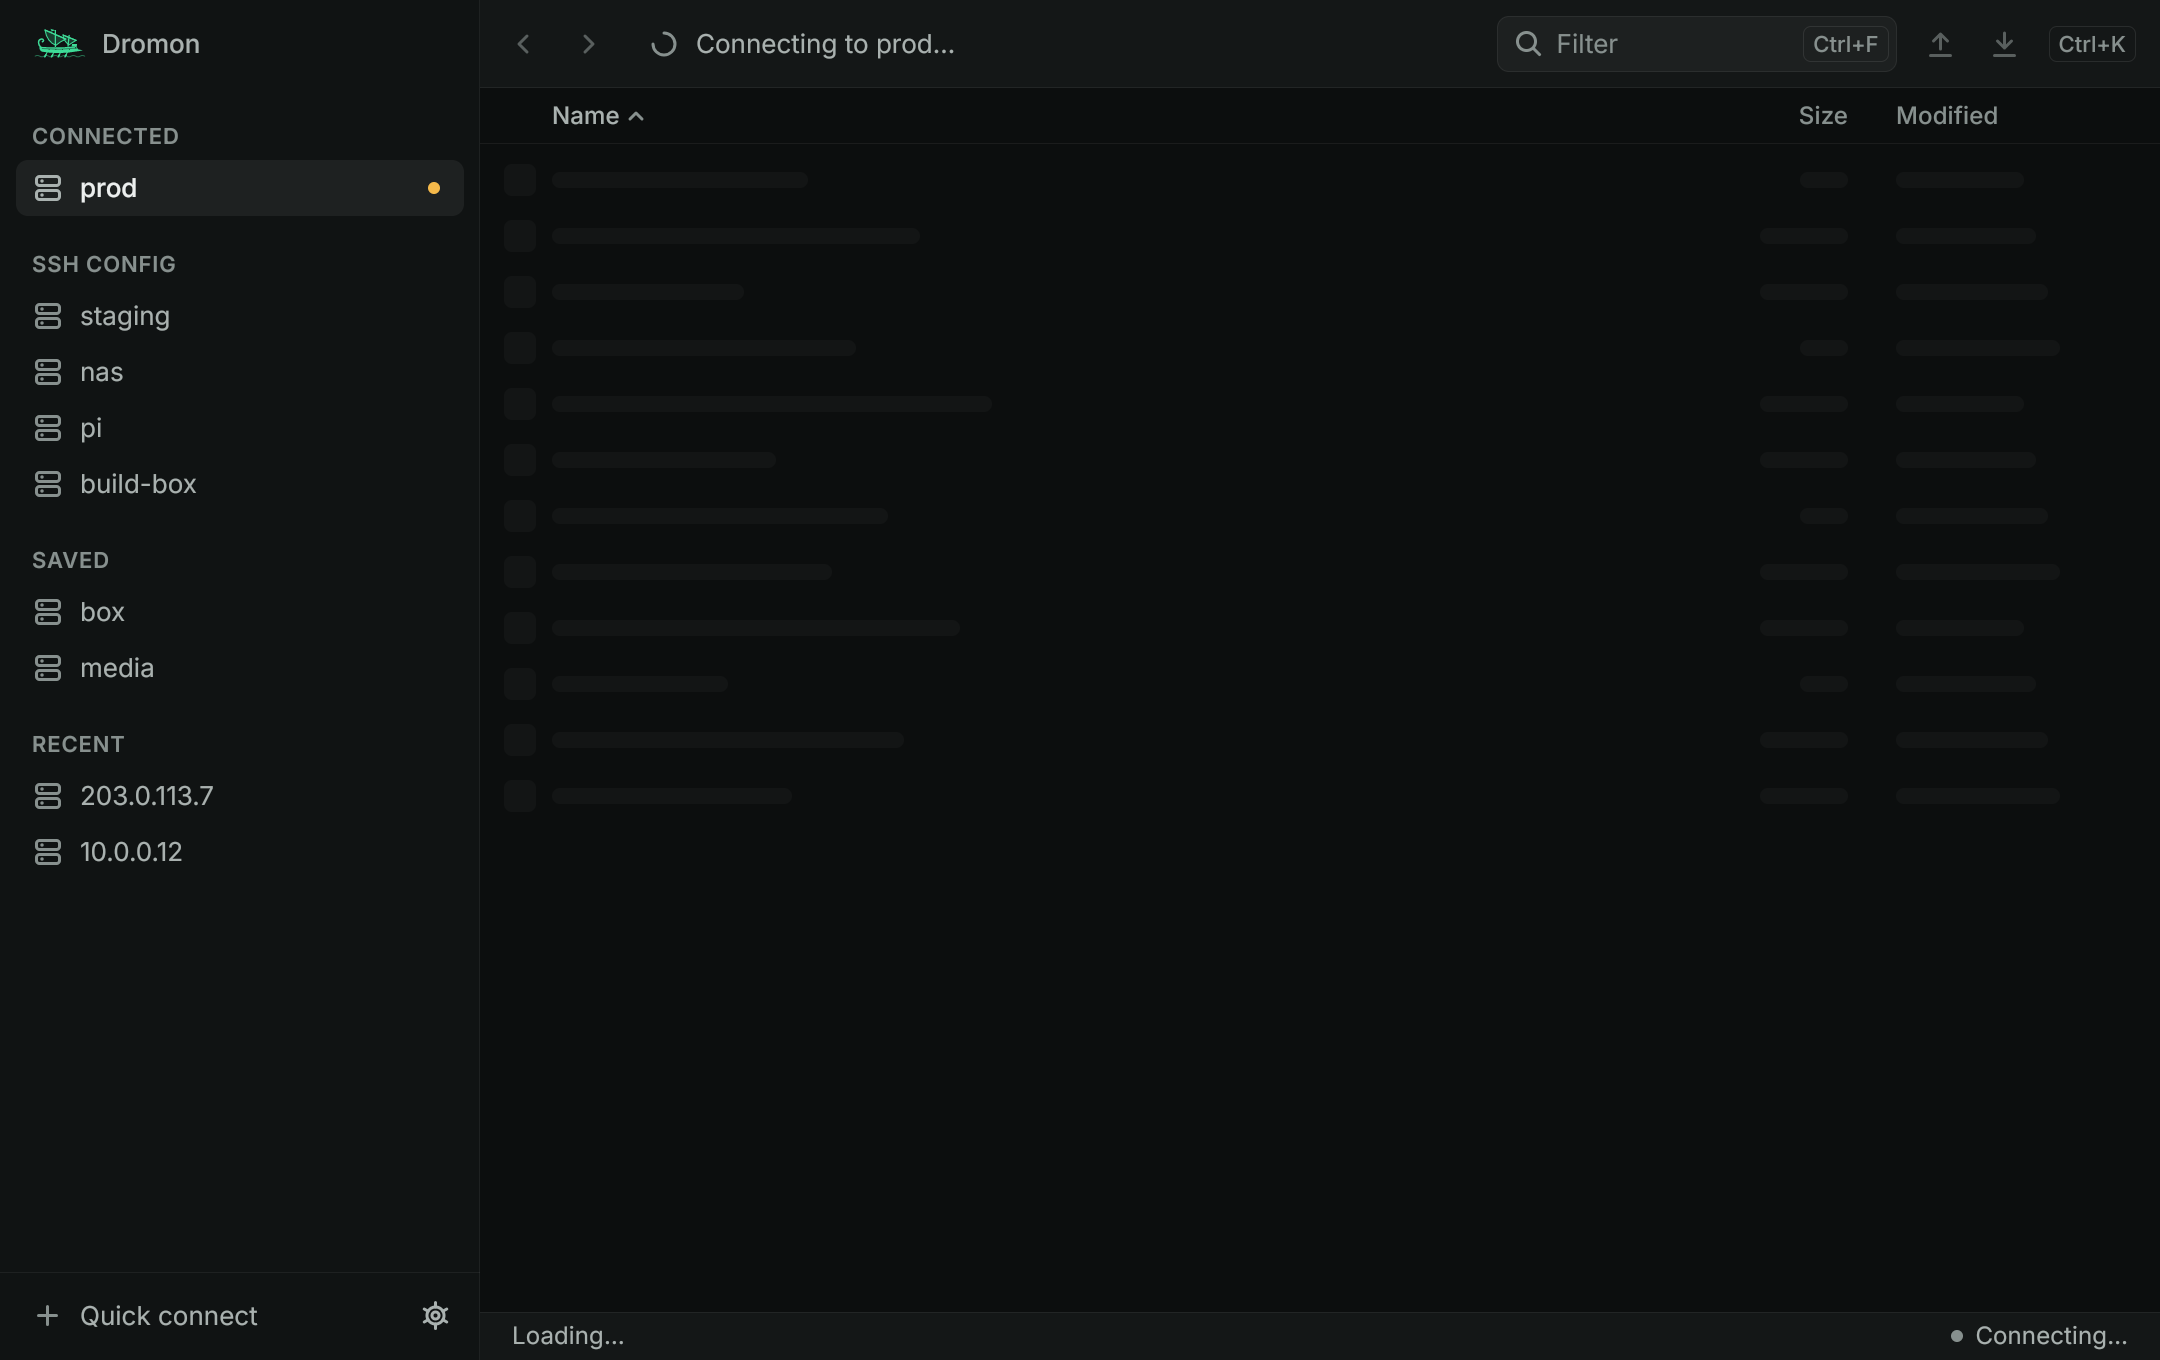 Dromon
CONNECTED
prod
SSH CONFIG
staging
nas
pi
build-box
SAVED
box
media
RECENT
203.0.113.7
10.0.0.12
Quick connect
Connecting to prod...
Filter
Ctrl+F
Ctrl+K
Name
Size
Modified
Loading...
Connecting...